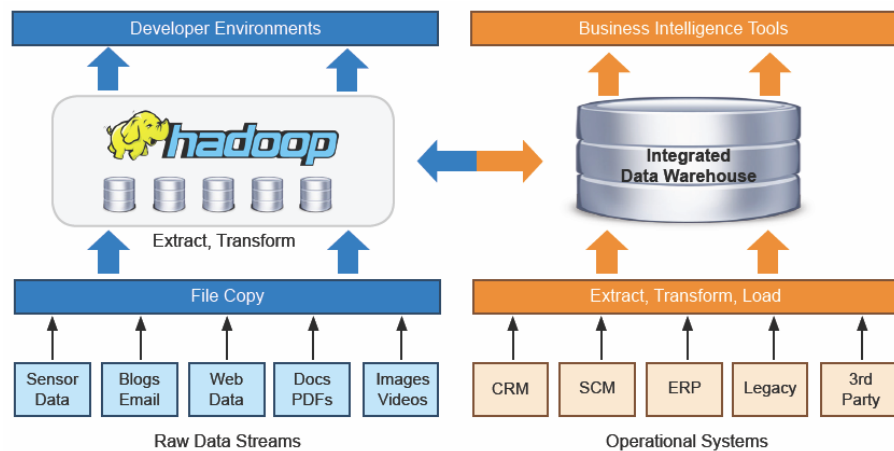 Developer Environments
Business Intelligence Tools
hadoop
Integrated
Data Warehouse
Extract, Transform
File Copy
Extract, Transform, Load
Sensor
Data
Blogs
Email
Web
Data
Docs
PDFs
Images
Videos
CRM
SCM
ERP
Legacy
3rd
Party
Raw Data Streams
Operational Systems